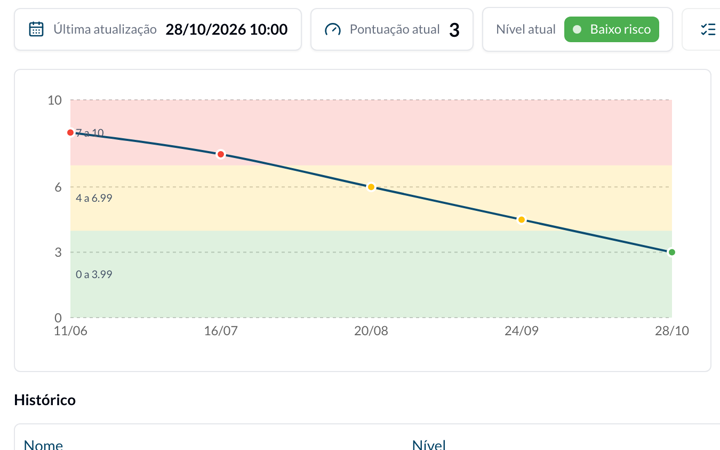 Última atualização 28/10/2026 10:00 Pontuação atual 3 Nível atual Baixo risco
10
7 a 10
6
4 a 6.99
3
0 a 3.99
0
11/06 16/07 20/08 24/09 28/10
Histórico
Nome Nível